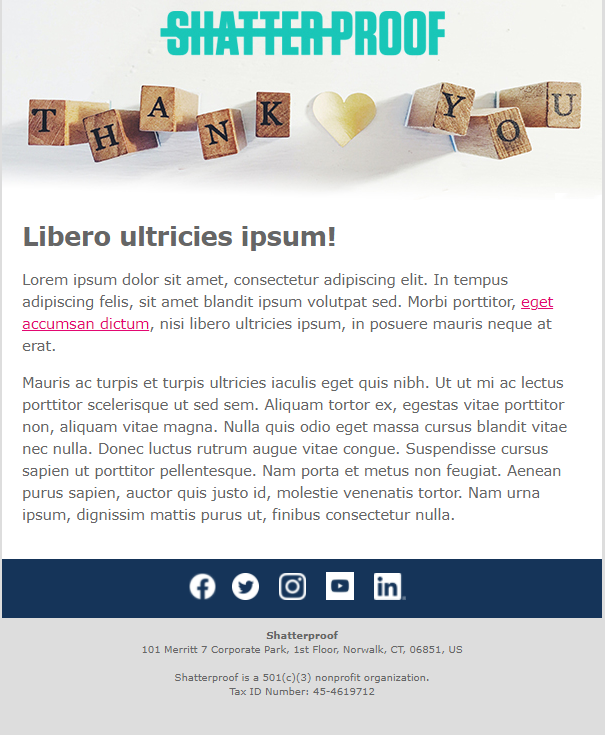 SHATTERPROOF
THANK YOU
Libero ultricies ipsum!
Lorem ipsum dolor sit amet, consectetur adipiscing elit. In tempus
adipiscing felis, sit amet blandit ipsum volutpat sed. Morbi porttitor, eget
accumsan dictum, nisi libero ultricies ipsum, in posuere mauris neque at
erat.
Mauris ac turpis et turpis ultricies iaculis eget quis nibh. Ut ut mi ac lectus
porttitor scelerisque ut sed sem. Aliquam tortor ex, egestas vitae porttitor
non, aliquam vitae magna. Nulla quis odio eget massa cursus blandit vitae
nec nulla. Donec luctus rutrum augue vitae congue. Suspendisse cursus
sapien ut porttitor pellentesque. Nam porta et metus non feugiat. Aenean
purus sapien, auctor quis justo id, molestie venenatis tortor. Nam urna
ipsum, dignissim mattis purus ut, finibus consectetur nulla.
Shatterproof
101 Merritt 7 Corporate Park, 1st Floor, Norwalk, CT, 06851, US
Shatterproof is a 501(c)(3) nonprofit organization.
Tax ID Number: 45-4619712